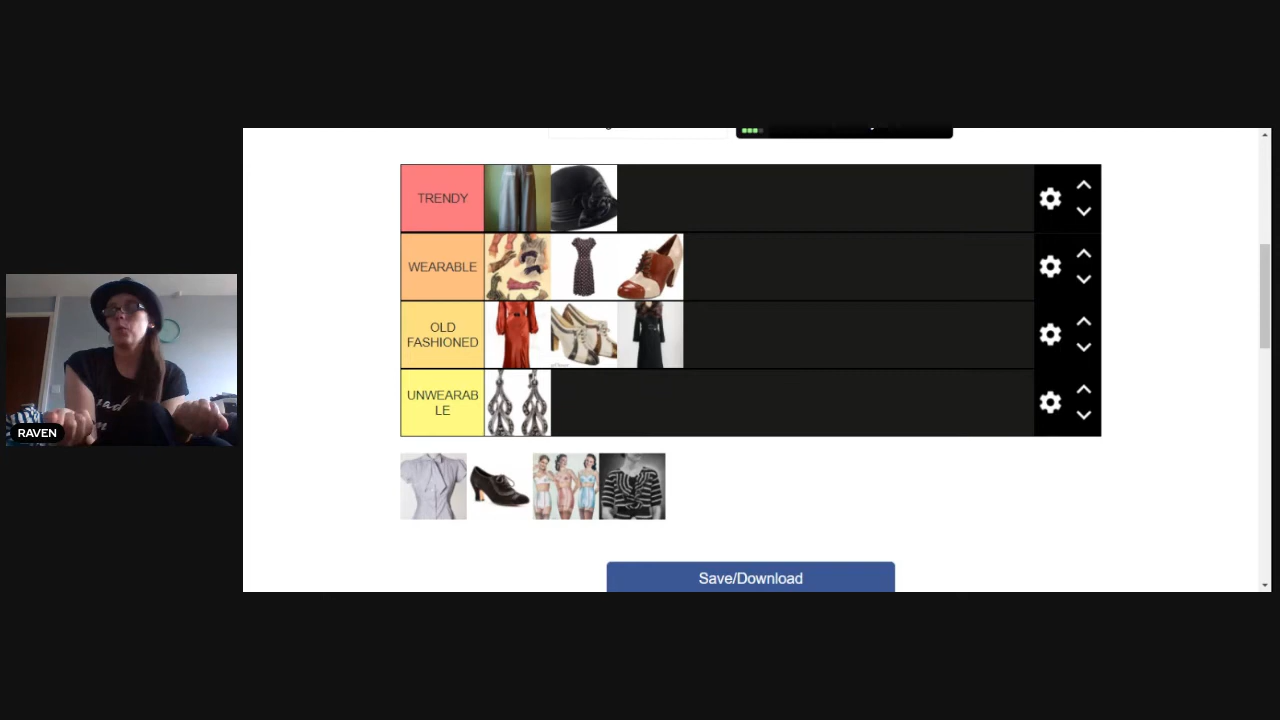 TRENDY
WEARABLE
OLD
FASHIONED
UNWEARAB
LE
RAVEN
Save/Download